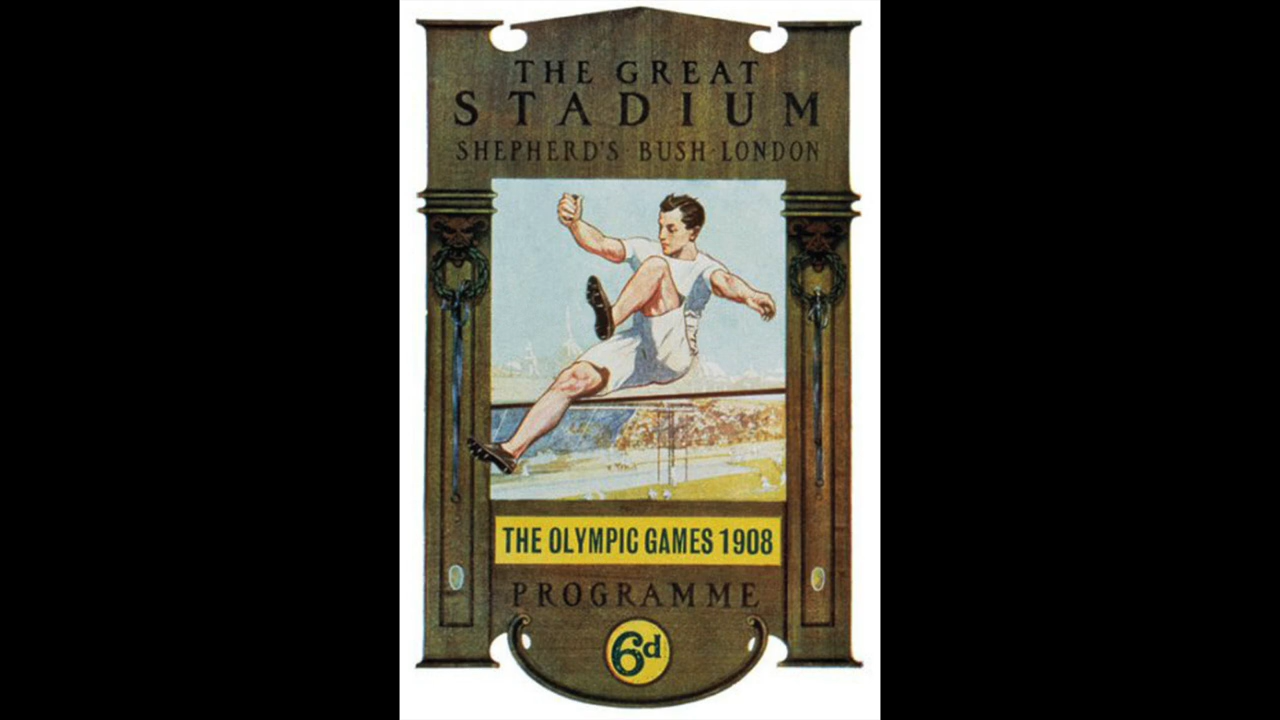 THE GREAT
STADIUM
SHEPHERD'S BUSH LONDON
THE OLYMPIC GAMES 1908
PROGRAMME
6d